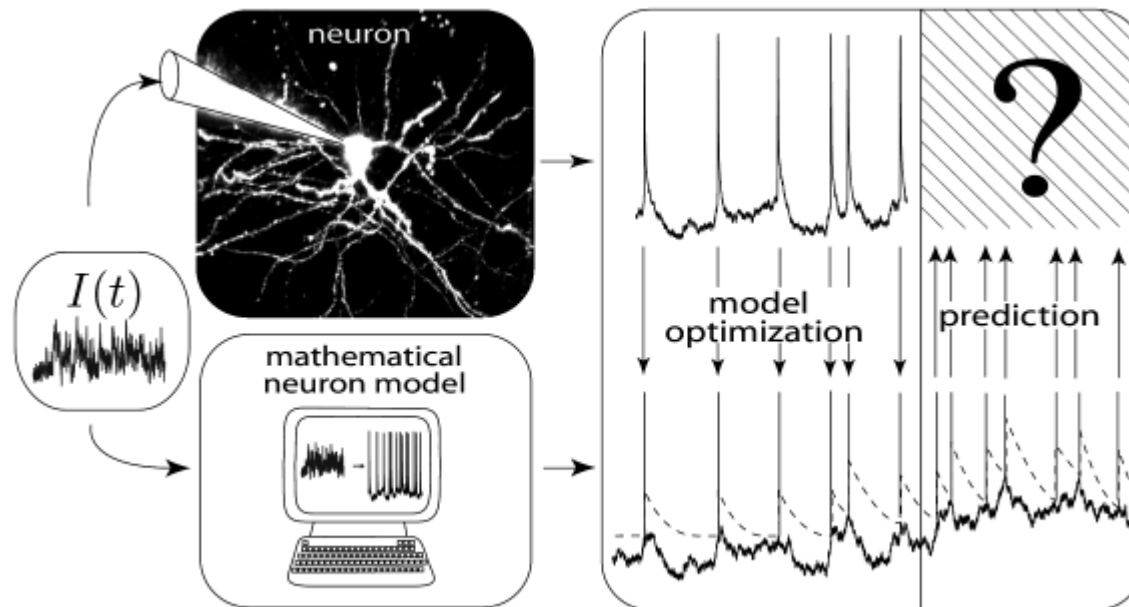 neuron
I(t)
mathematical
neuron model
model
optimization
prediction
?